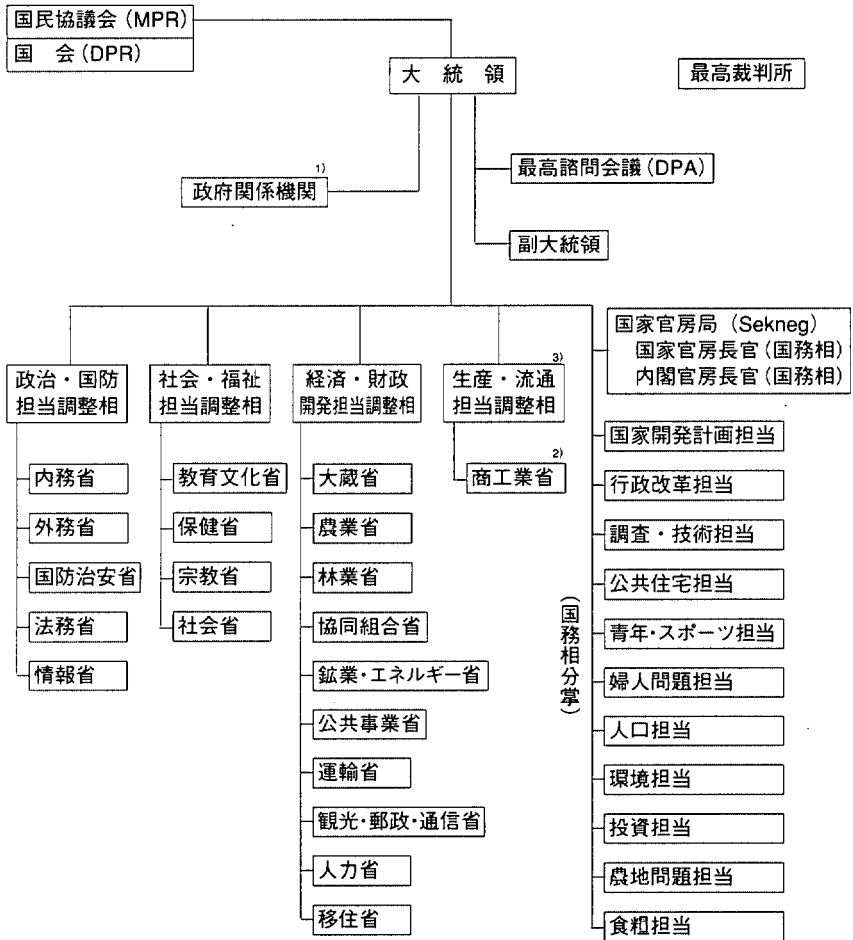 国民協議会(MPR)
国　会(DPR)
大　統　領
最高裁判所
1)
政府関係機関
最高諮問会議(DPA)
副大統領
国家官房局 (Sekneg)
国家官房長官(国務相)
内閣官房長官(国務相)
政治・国防
担当調整相
社会・福祉
担当調整相
経済・財政
開発担当調整相
3)
生産・流通
担当調整相
内務省
外務省
国防治安省
法務省
情報省
教育文化省
保健省
宗教省
社会省
大蔵省
農業省
林業省
協同組合省
鉱業・エネルギー省
公共事業省
運輸省
観光・郵政・通信省
人力省
移住省
2)
商工業省
(国務相分掌)
国家開発計画担当
行政改革担当
調査・技術担当
公共住宅担当
青年・スポーツ担当
婦人問題担当
人口担当
環境担当
投資担当
農地問題担当
食糧担当